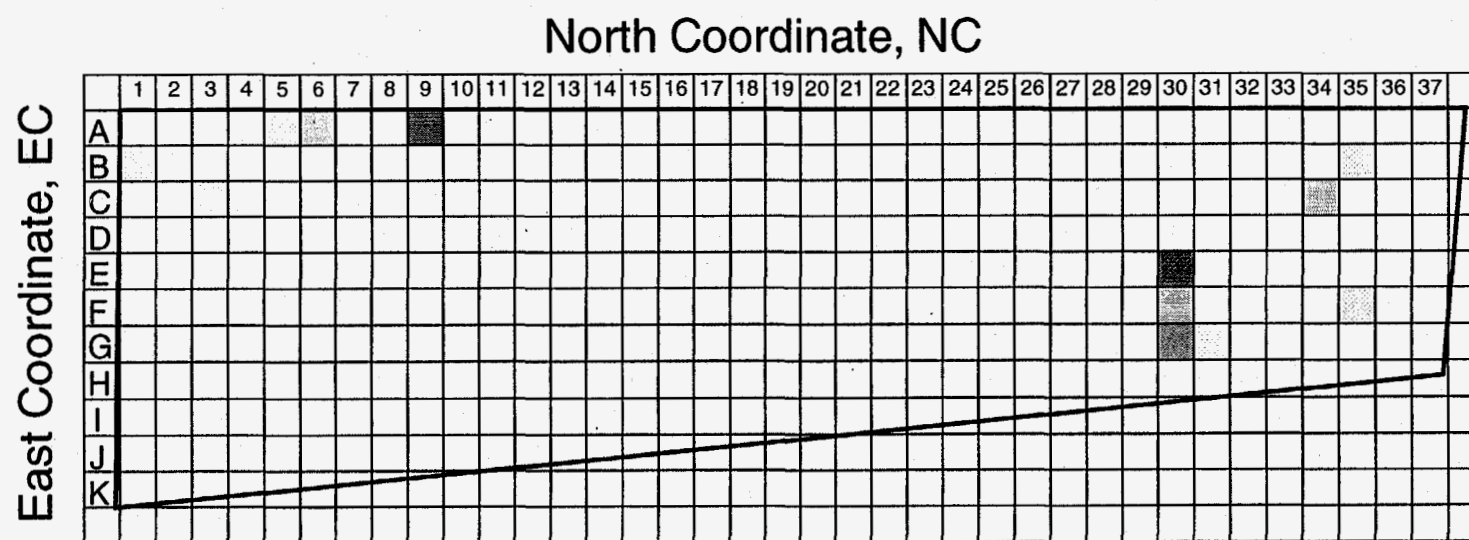 North Coordinate, NC
1 2 3 4 5 6 7 8 9 10 11 12 13 14 15 16 17 18 19 20 21 22 23 24 25 26 27 28 29 30 31 32 33 34 35 36 37
East Coordinate, EC
A
B
C
D
E
F
G
H
I
J
K